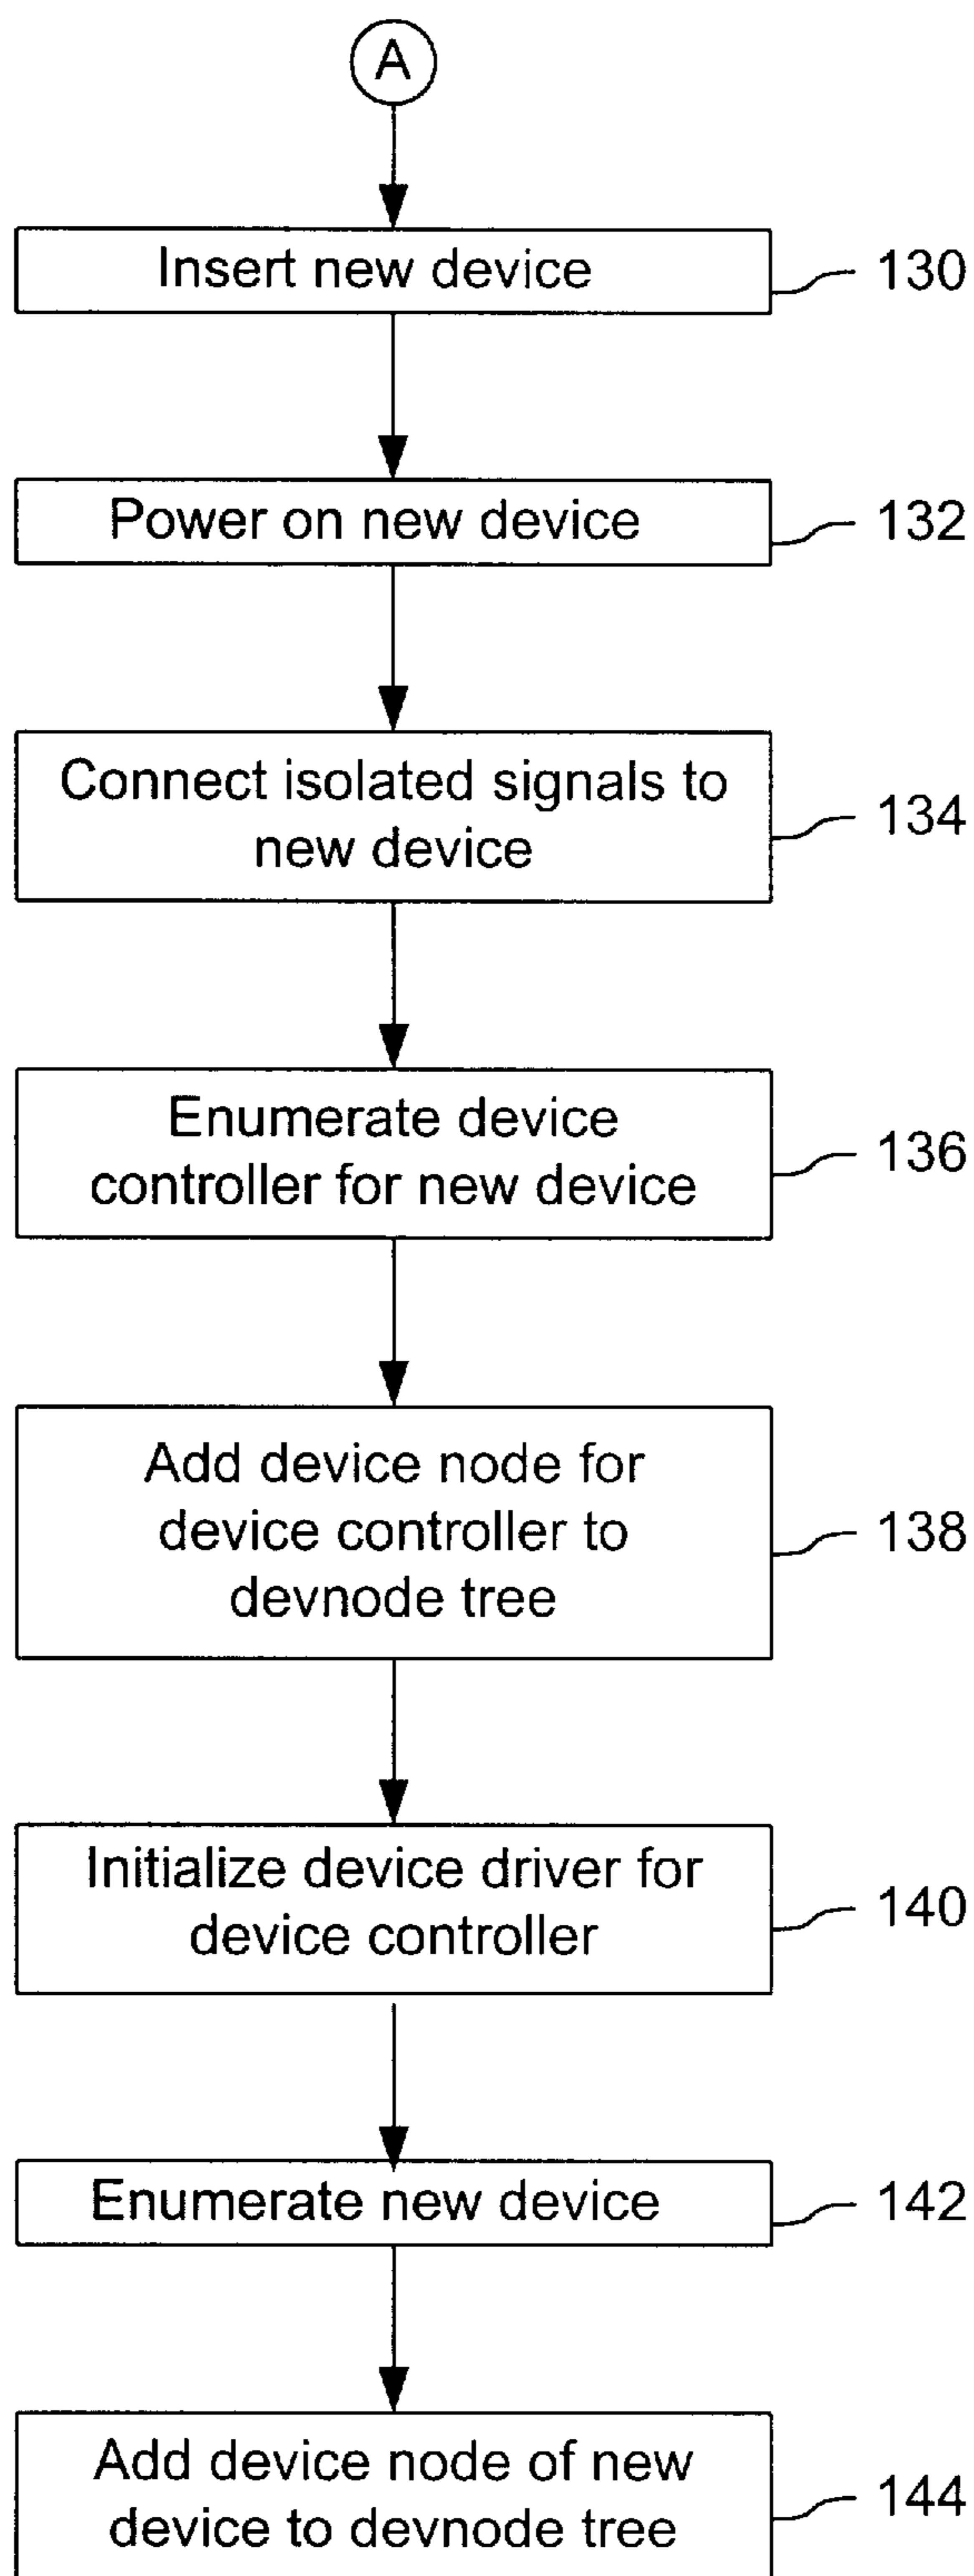 A
Insert new device
130
Power on new device
132
Connect isolated signals to
new device
134
Enumerate device
controller for new device
136
Add device node for
device controller to
devnode tree
138
Initialize device driver for
device controller
140
Enumerate new device
142
Add device node of new
device to devnode tree
144